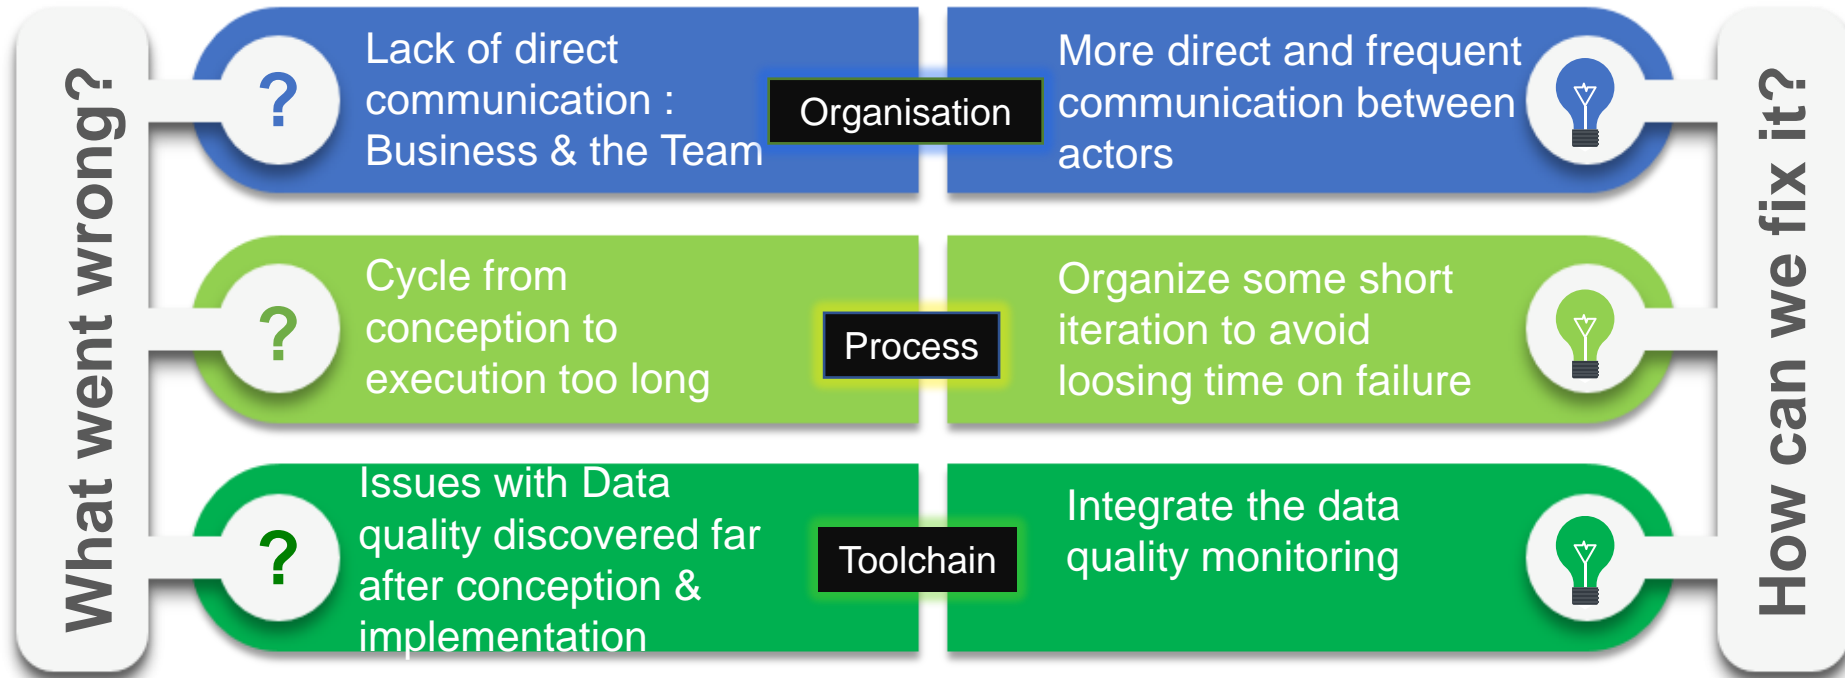 What went wrong?
?
Lack of direct
communication :
Business & the Team
Organisation
More direct and frequent
communication between
actors
?
Cycle from
conception to
execution too long
Process
Organize some short
iteration to avoid
loosing time on failure
?
Issues with Data
quality discovered far
after conception &
implementation
Toolchain
Integrate the data
quality monitoring
How can we fix it?